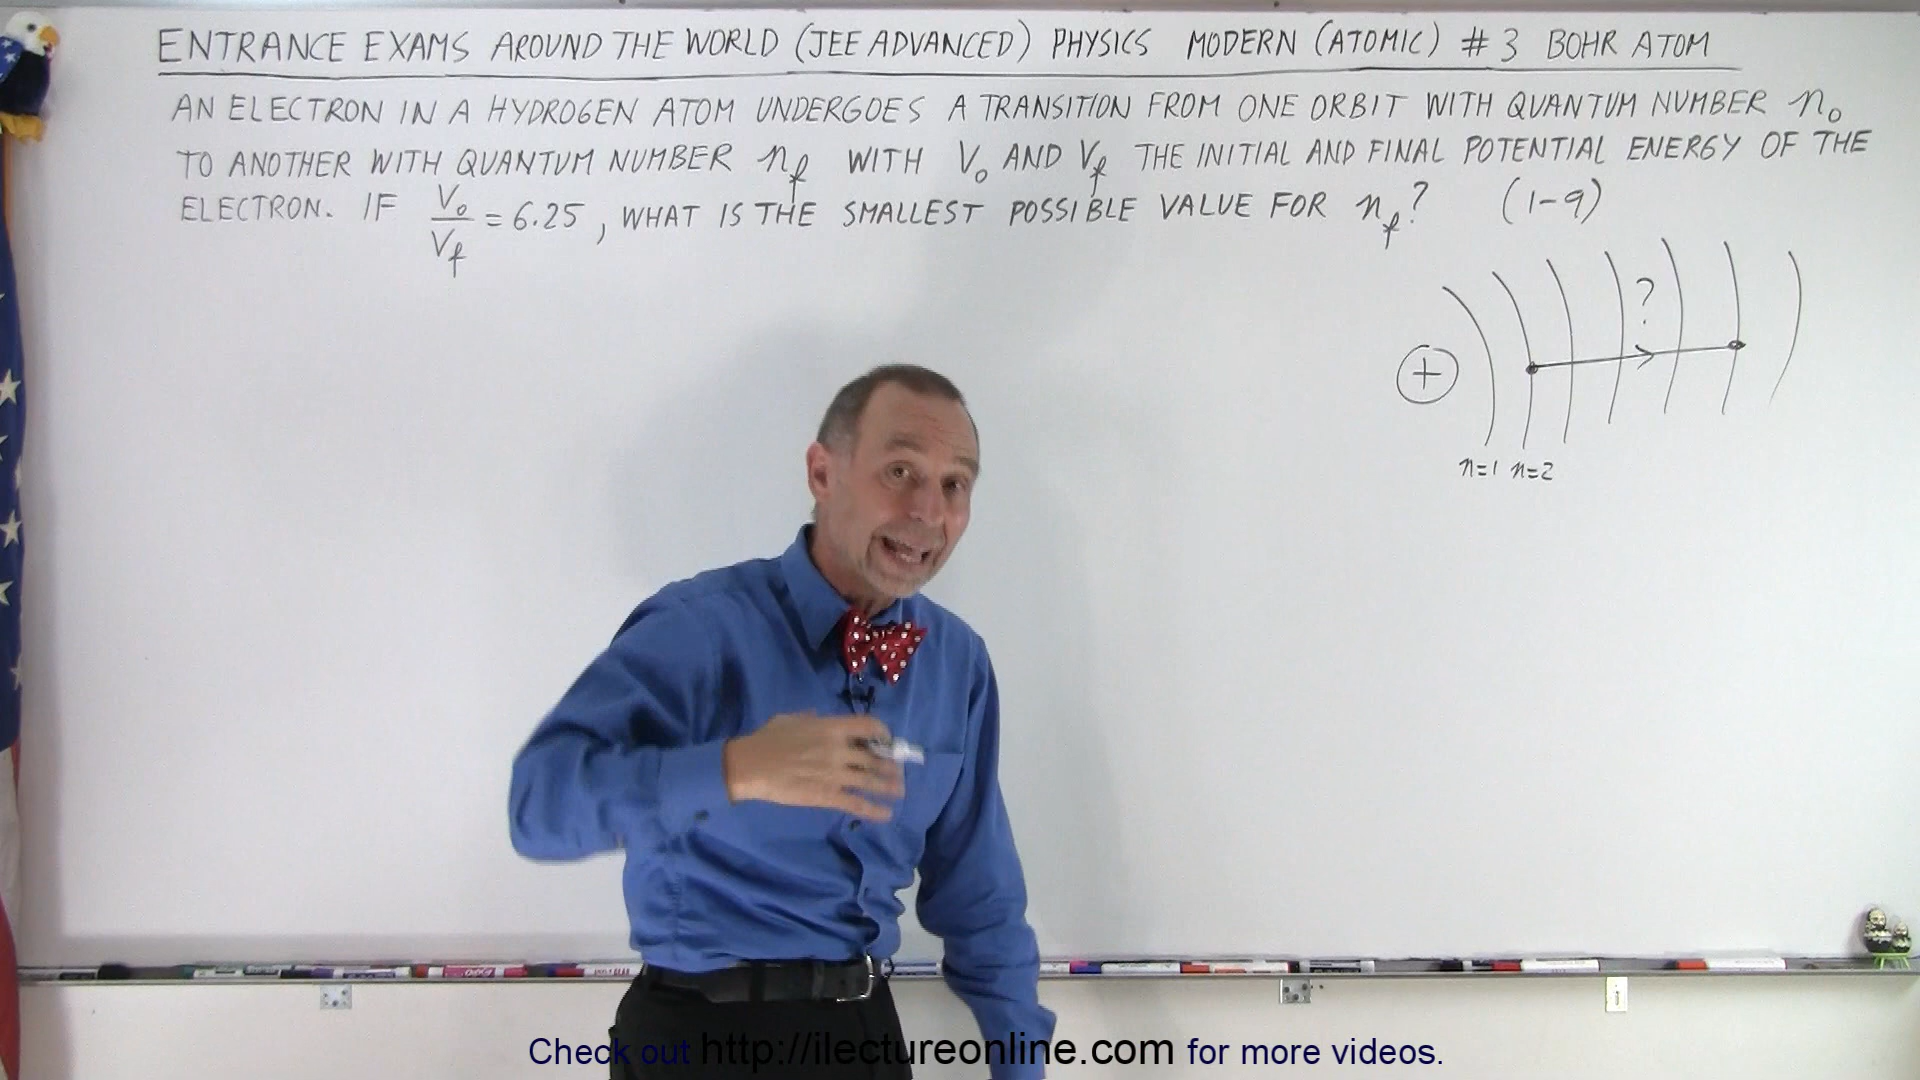 ENTRANCE EXAMS AROUND THE WORLD (JEE ADVANCED) PHYSICS MODERN (ATOMIC) # 3 BOHR ATOM
AN ELECTRON IN A HYDROGEN ATOM UNDERGOES A TRANSITION FROM ONE ORBIT WITH QUANTUM NUMBER n₀
TO ANOTHER WITH QUANTUM NUMBER n_f WITH V₀ AND V_f THE INITIAL AND FINAL POTENTIAL ENERGY OF THE
ELECTRON. IF V₀/V_f = 6.25, WHAT IS THE SMALLEST POSSIBLE VALUE FOR n_f? (1-9)
?
+
n=1 n=2
Check out http://ilectureonline.com for more videos.